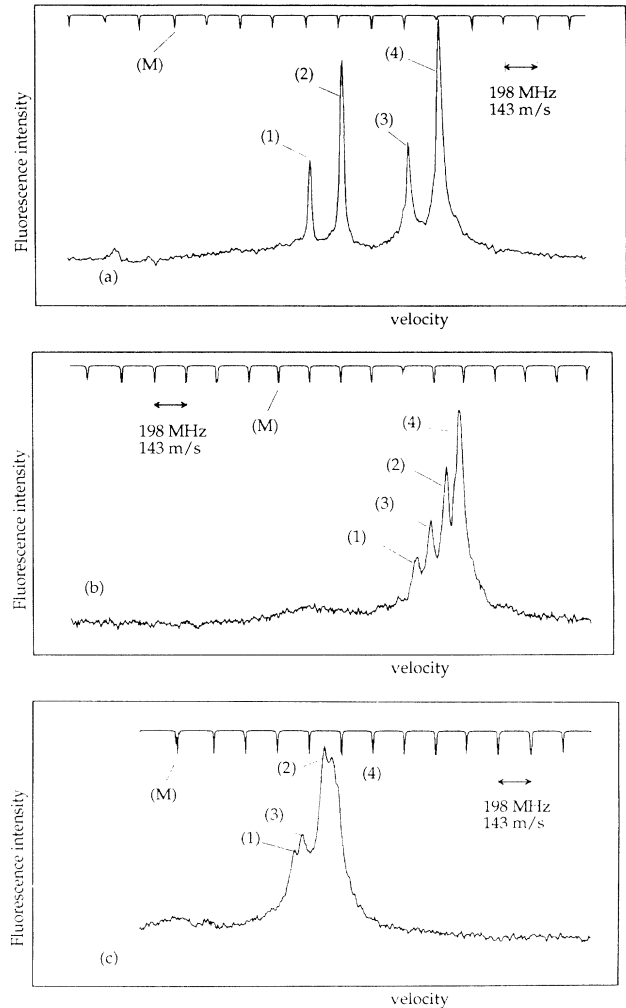 (M)
(1)
(2)
(3)
(4)
198 MHz
143 m/s
Fluorescence intensity
(a)
velocity
198 MHz
143 m/s
(M)
(4)
(2)
(3)
(1)
Fluorescence intensity
(b)
velocity
(M)
(2)
(4)
(3)
(1)
198 MHz
143 m/s
Fluorescence intensity
(c)
velocity